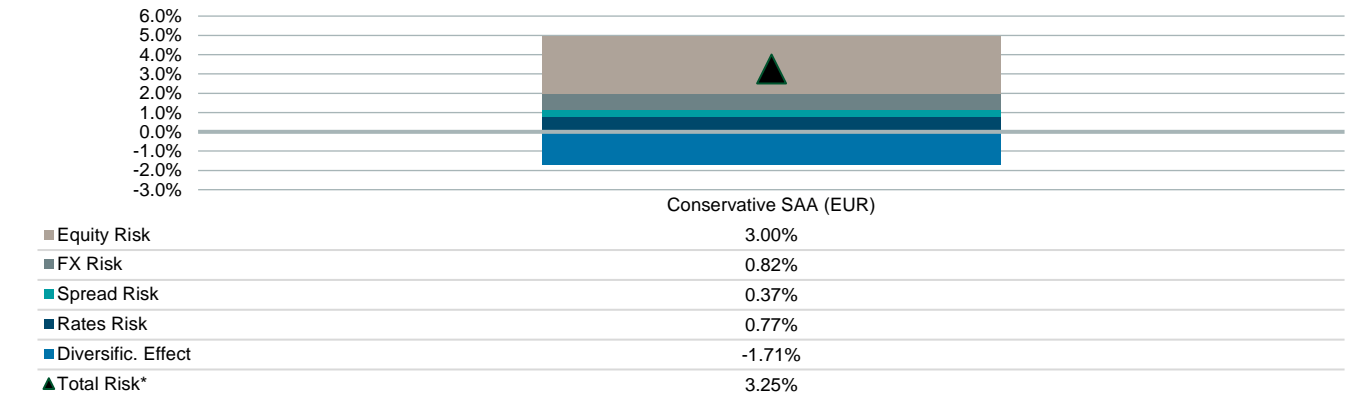 6.0%
5.0%
4.0%
3.0%
2.0%
1.0%
0.0%
-1.0%
-2.0%
-3.0%
Conservative SAA (EUR)
Equity Risk 3.00%
FX Risk 0.82%
Spread Risk 0.37%
Rates Risk 0.77%
Diversific. Effect -1.71%
Total Risk* 3.25%